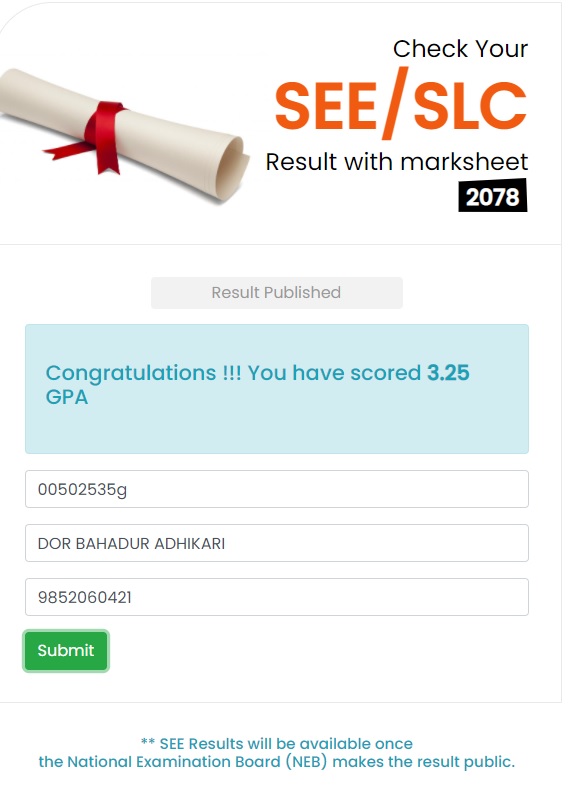 Check Your
SEE/SLC
Result with marksheet
2078
Result Published
Congratulations !!! You have scored 3.25
GPA
00502535g
DOR BAHADUR ADHIKARI
9852060421
Submit
** SEE Results will be available once
the National Examination Board (NEB) makes the result public.